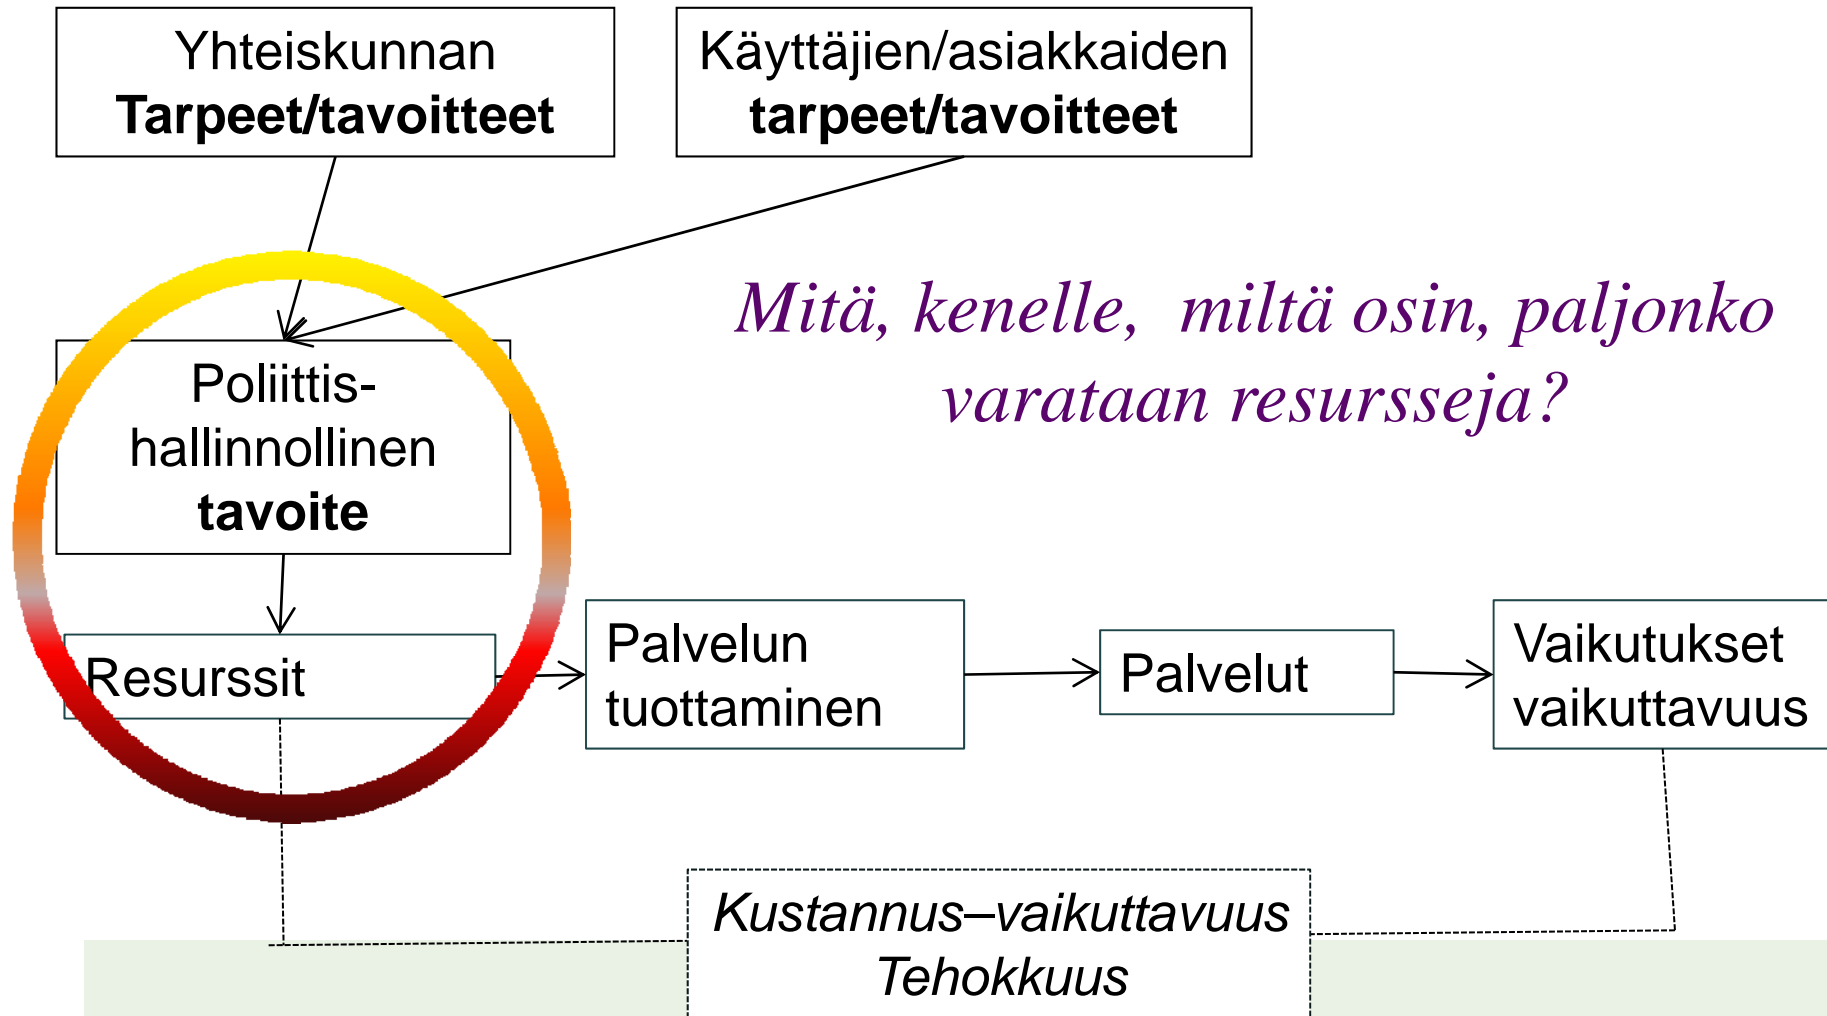 Yhteiskunnan
Tarpeet/tavoitteet
Käyttäjien/asiakkaiden
tarpeet/tavoitteet
Mitä, kenelle, miltä osin, paljonko
varataan resursseja?
Poliittis-
hallinnollinen
tavoite
Resurssit
Palvelun
tuottaminen
Palvelut
Vaikutukset
vaikuttavuus
Kustannus–vaikuttavuus
Tehokkuus